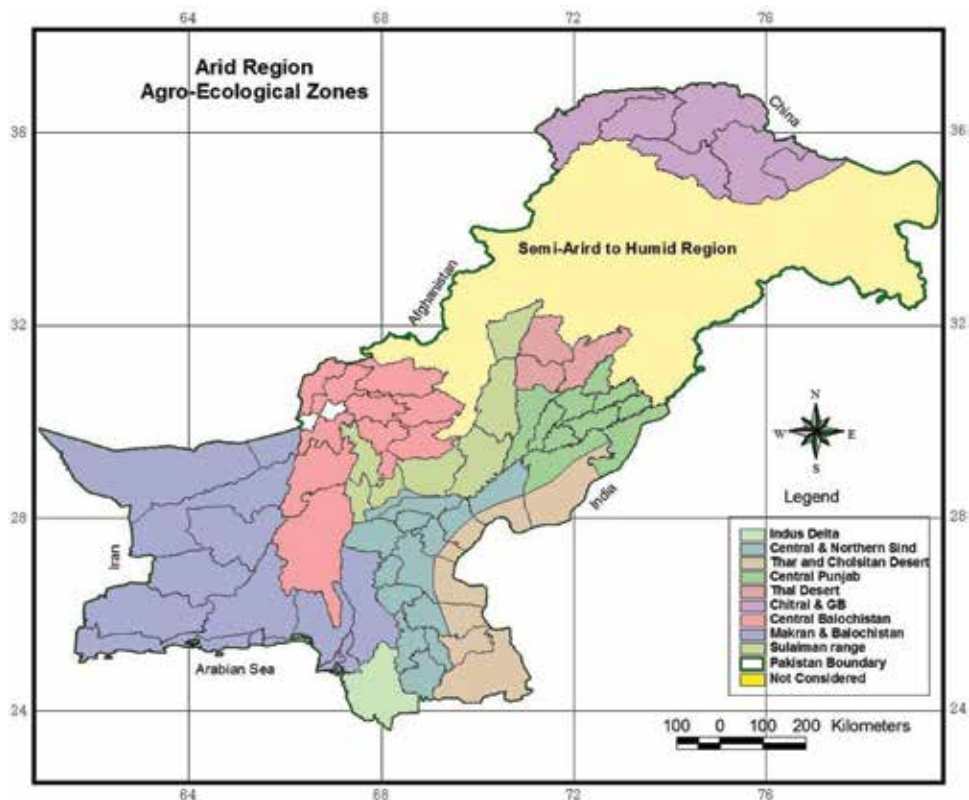 64 68 72 76
Arid Region
Agro-Ecological Zones
China
36 36
Semi-Arird to Humid Region
Afghanistan
32 32
N
W E
S
India
Legend
28 28
Indus Delta
Central & Northern Sind
Thar and Cholsitan Desert
Central Punjab
Thal Desert
Chitral & GB
Central Balochistan
Makran & Balochistan
Sulaiman range
Pakistan Boundary
Not Considered
Iran
Arabian Sea
24 24
100 0 100 200 Kilometers
64 68 72 76